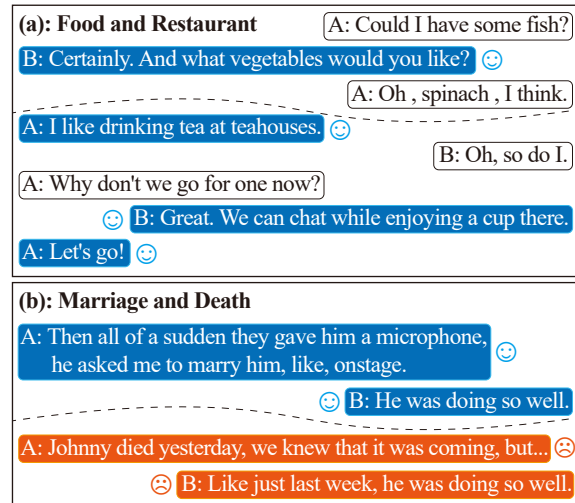 (a): Food and Restaurant
A: Could I have some fish?
B: Certainly. And what vegetables would you like?
A: Oh , spinach , I think.
A: I like drinking tea at teahouses.
B: Oh, so do I.
A: Why don't we go for one now?
B: Great. We can chat while enjoying a cup there.
A: Let's go!
(b): Marriage and Death
A: Then all of a sudden they gave him a microphone,
he asked me to marry him, like, onstage.
B: He was doing so well.
A: Johnny died yesterday, we knew that it was coming, but...
B: Like just last week, he was doing so well.